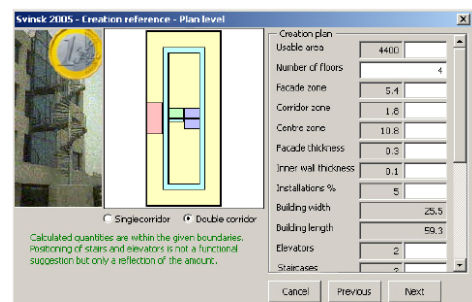 Svinsk 2005 - Creation reference - Plan level
Creation plan
Usable area 4400
Number of floors 4
Facade zone 5.4
Corridor zone 1.8
Centre zone 10.8
Facade thickness 0.3
Inner wall thickness 0.1
Installations % 5
Building width 25.5
Building length 59.3
Elevators 2
Staircases
Singlecorridor Double corridor
Calculated quantities are within the given boundaries.
Positioning of stairs and elevators is not a functional
suggestion but only a reflection of the amount.
Cancel Previous Next